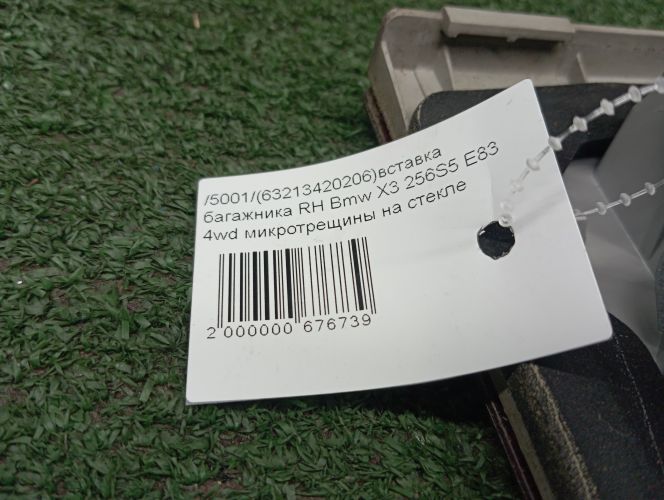 /5001/(63213420206)вставка
багажника RH Bmw X3 256S5 E83
4wd микротрещины на стекле
2 000000 676739